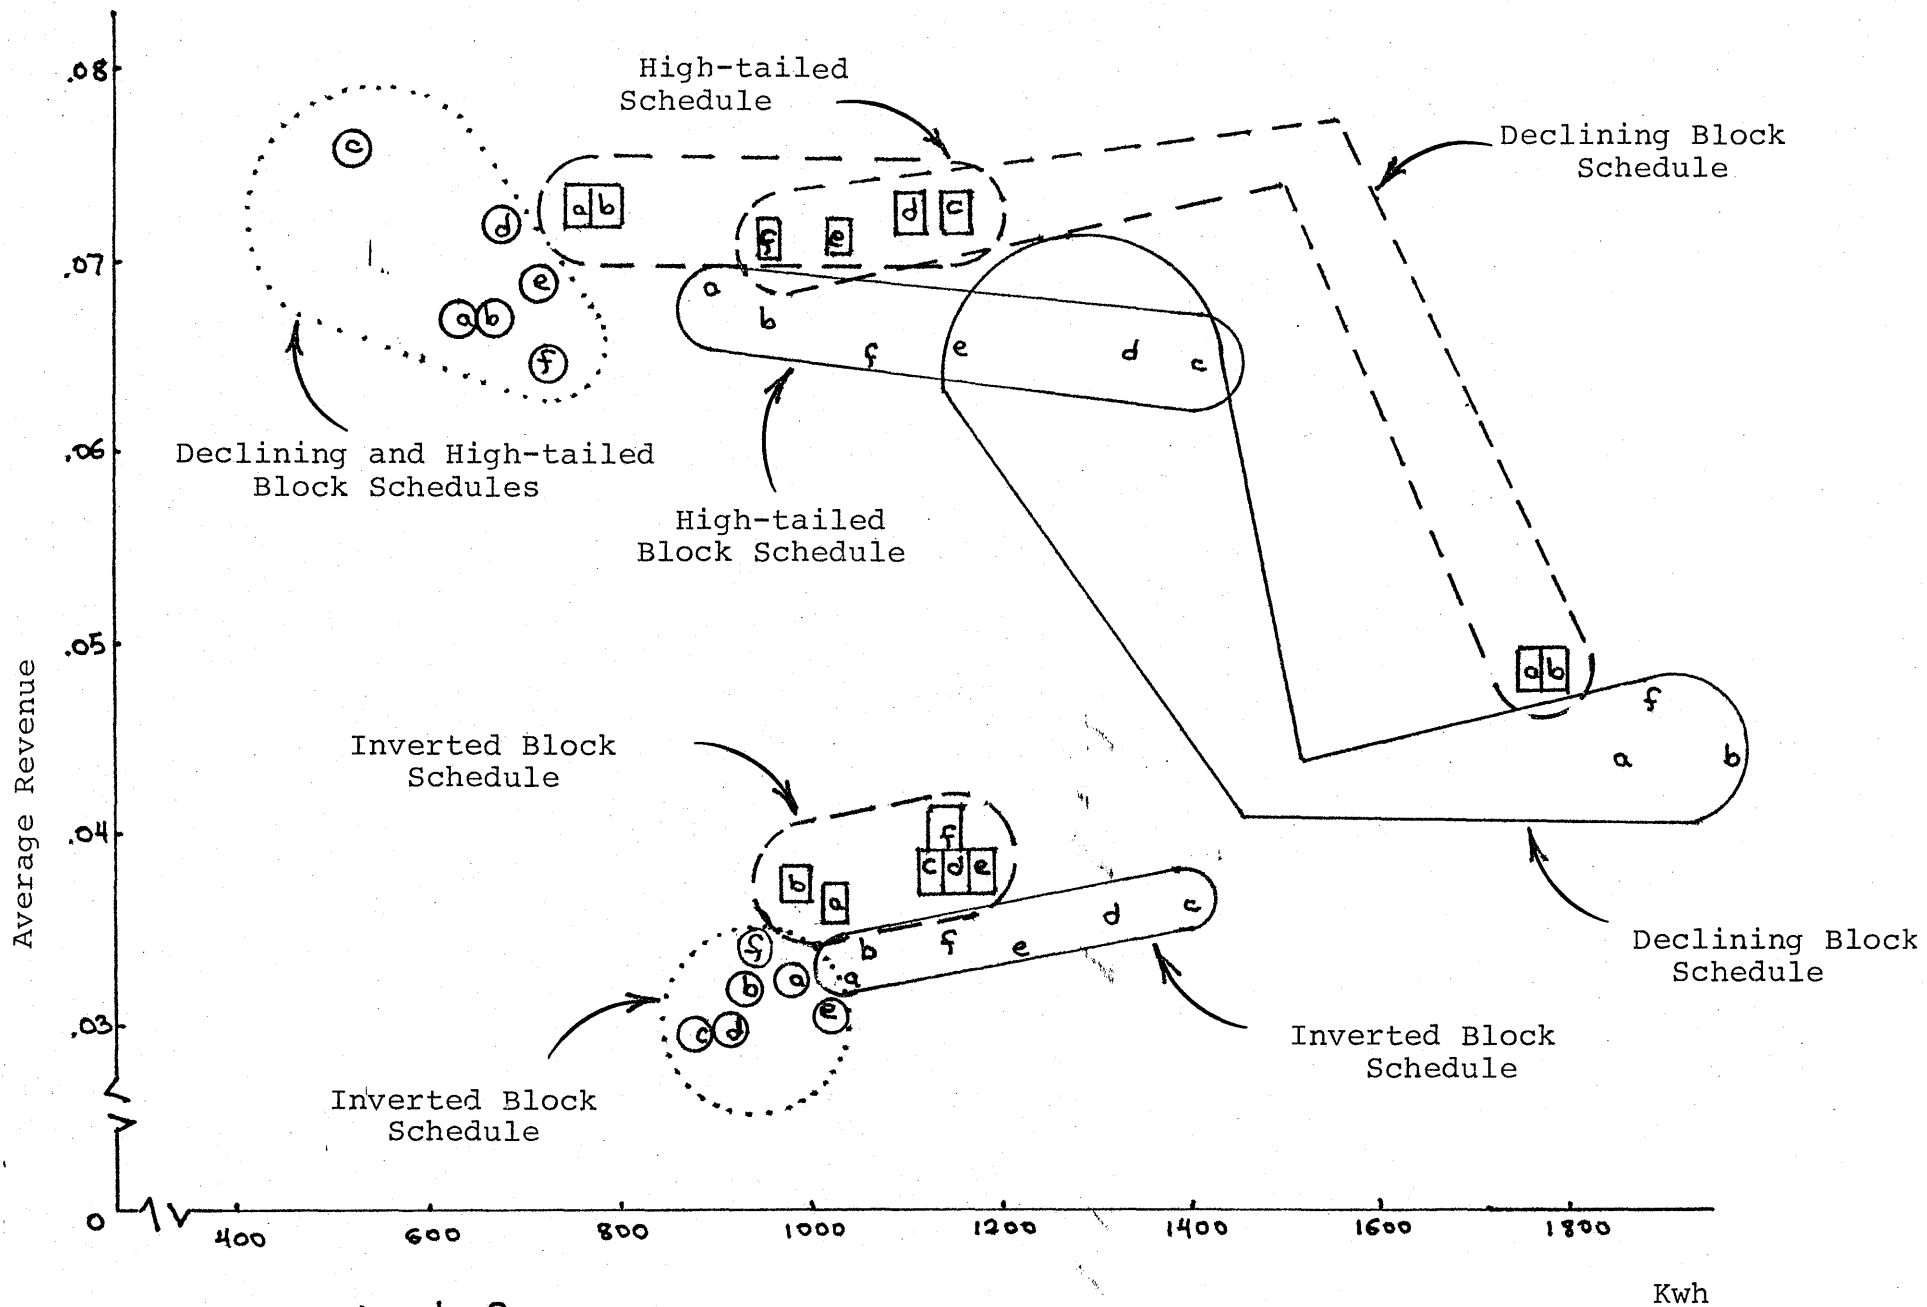 .08
High-tailed
Schedule
Declining Block
Schedule
c
d
a b
d c
f e
.07
e
a
a b
b
f
f e d c
.06
Declining and High-tailed
Block Schedules
High-tailed
Block Schedule
.05
a b
f
a b
Average Revenue
Inverted Block
Schedule
.04
f
b a
c d e
d c
b f e
a
f
b a
e
c d
.03
Declining Block
Schedule
Inverted Block
Schedule
Inverted Block
Schedule
0
400 600 800 1000 1200 1400 1600 1800
Kwh